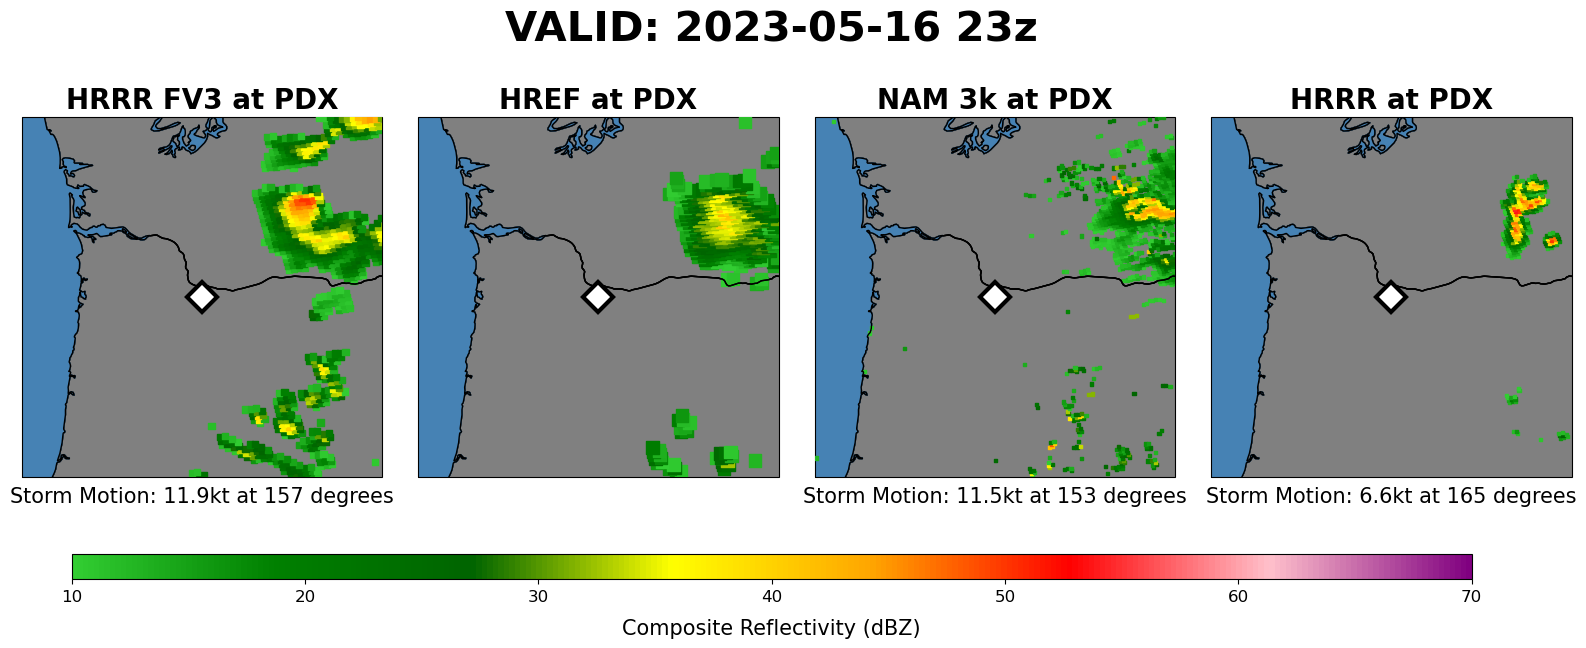 VALID: 2023-05-16 23z
HRRR FV3 at PDX
HREF at PDX
NAM 3k at PDX
HRRR at PDX
Storm Motion: 11.9kt at 157 degrees
Storm Motion: 11.5kt at 153 degrees
Storm Motion: 6.6kt at 165 degrees
10 20 30 40 50 60 70
Composite Reflectivity (dBZ)